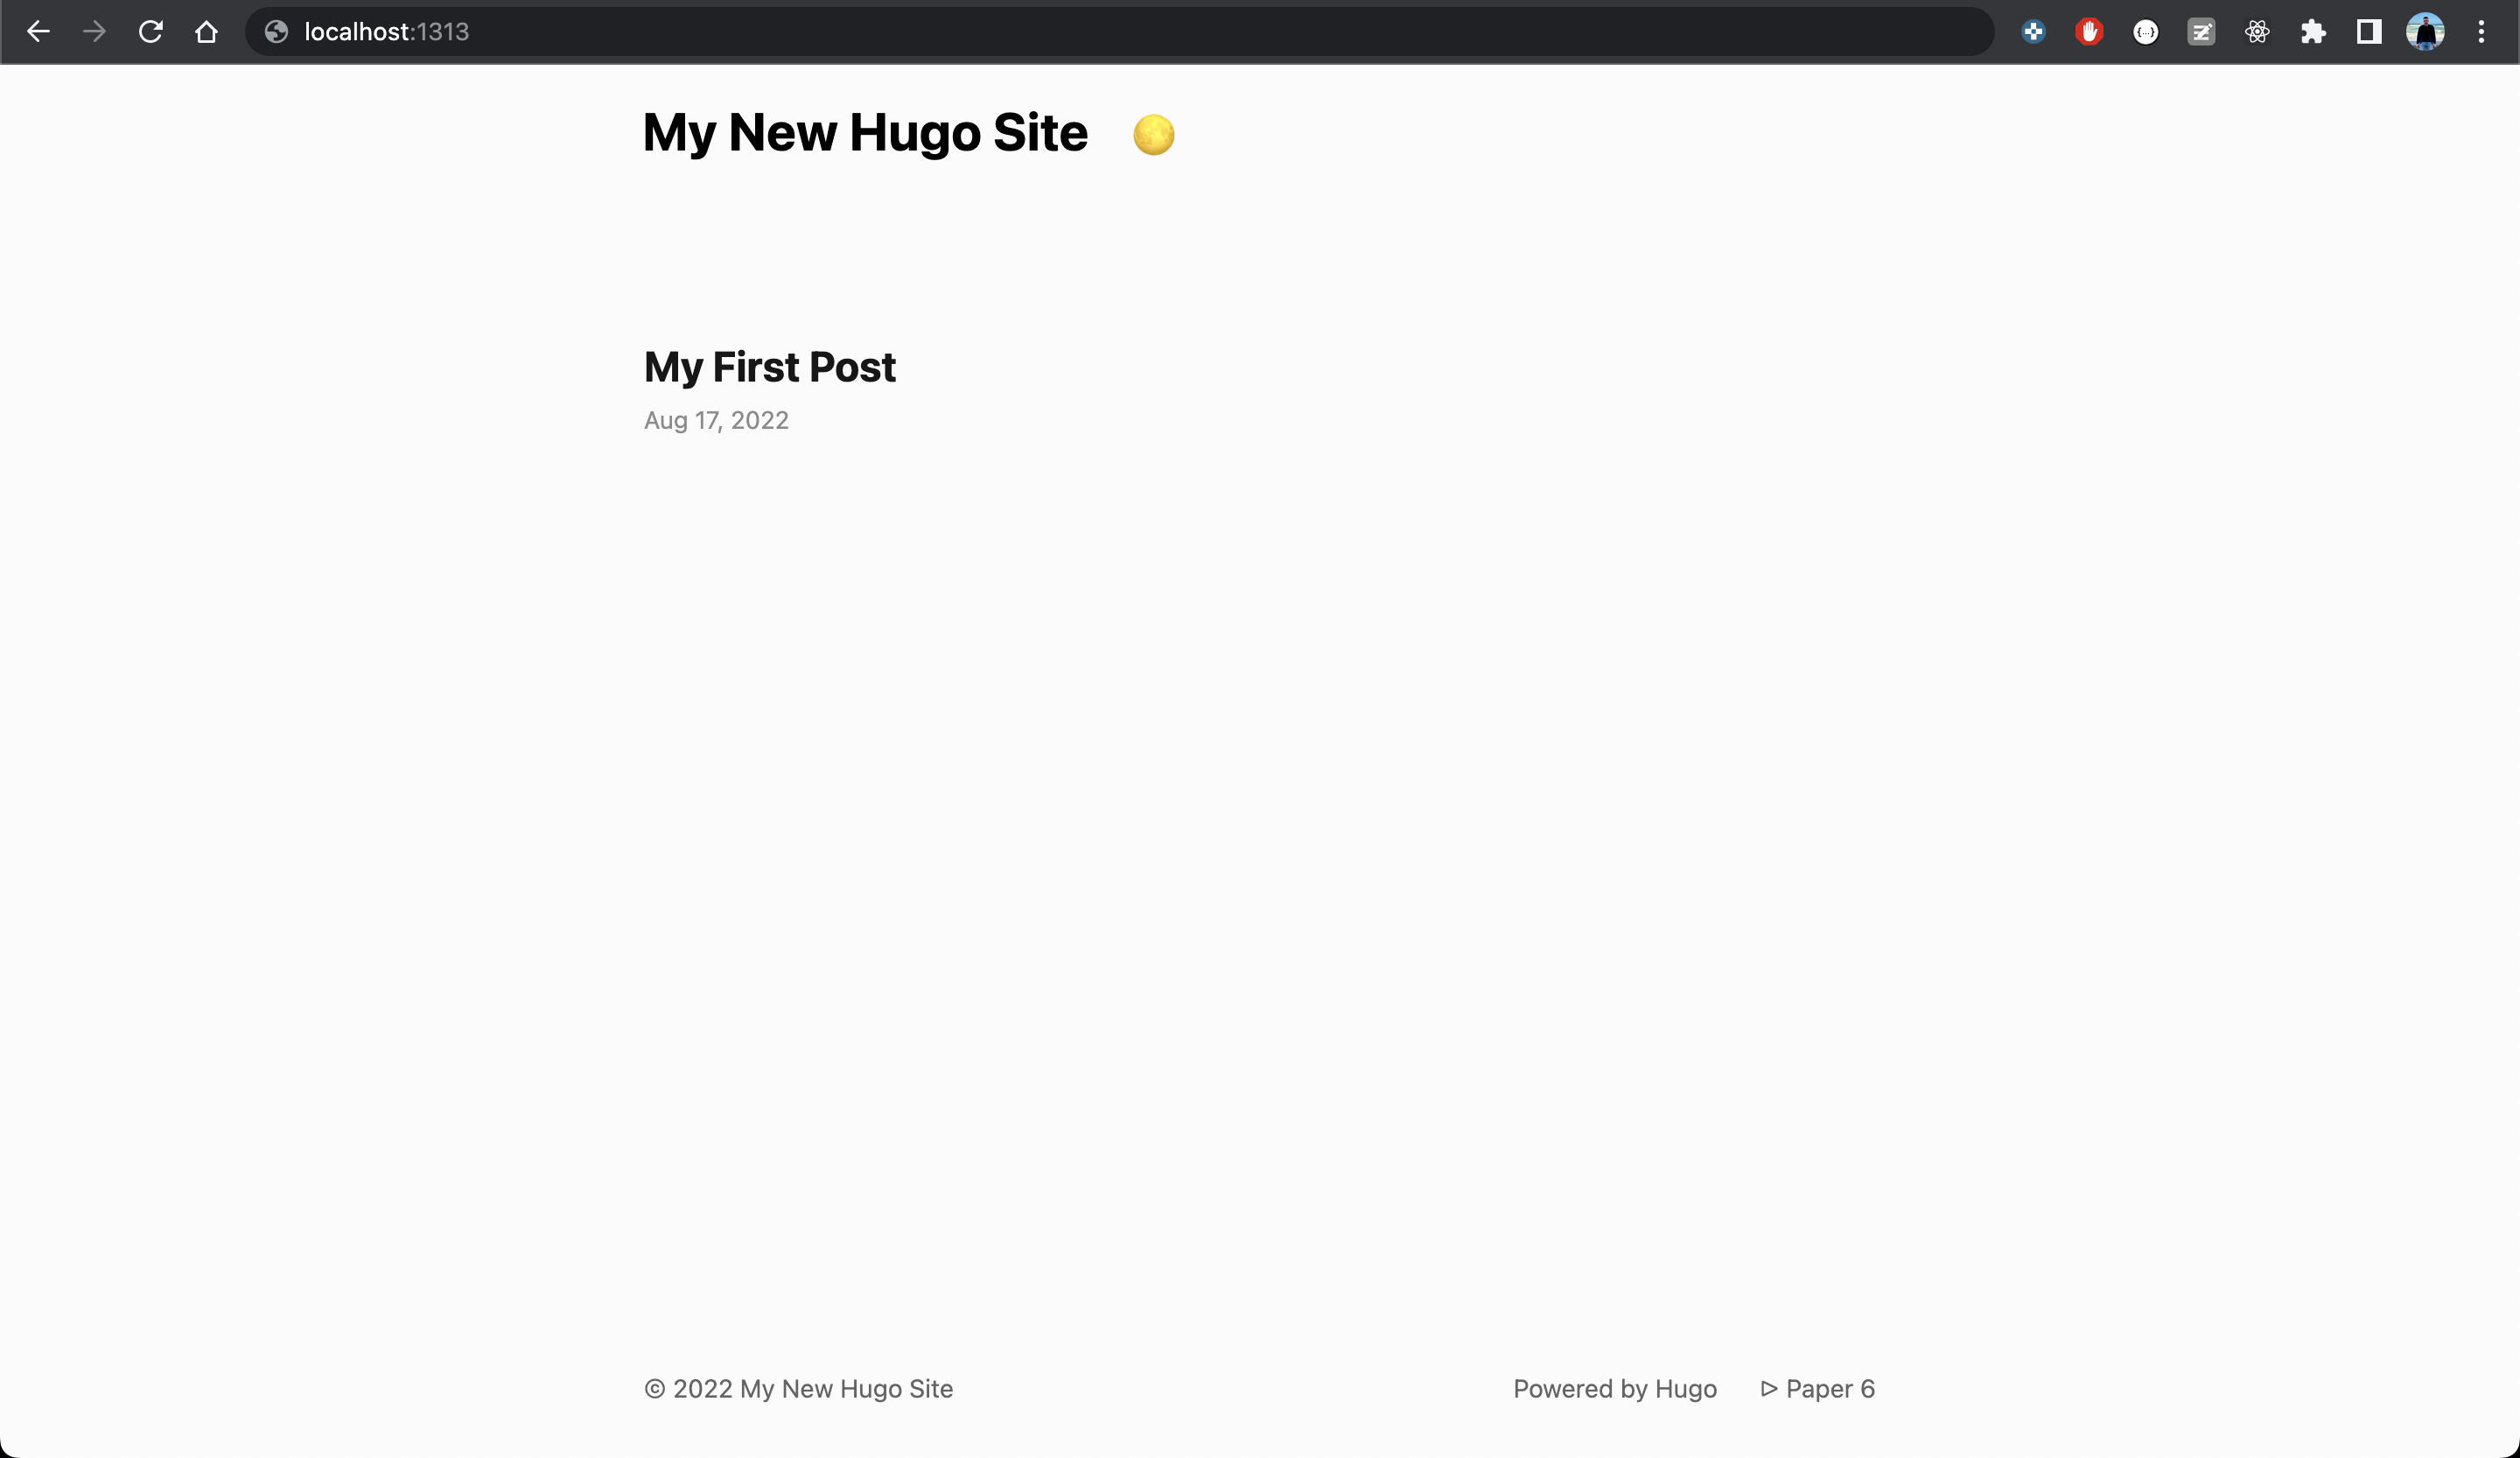 localhost:1313
My New Hugo Site
My First Post
Aug 17, 2022
© 2022 My New Hugo Site
Powered by Hugo ▷ Paper 6